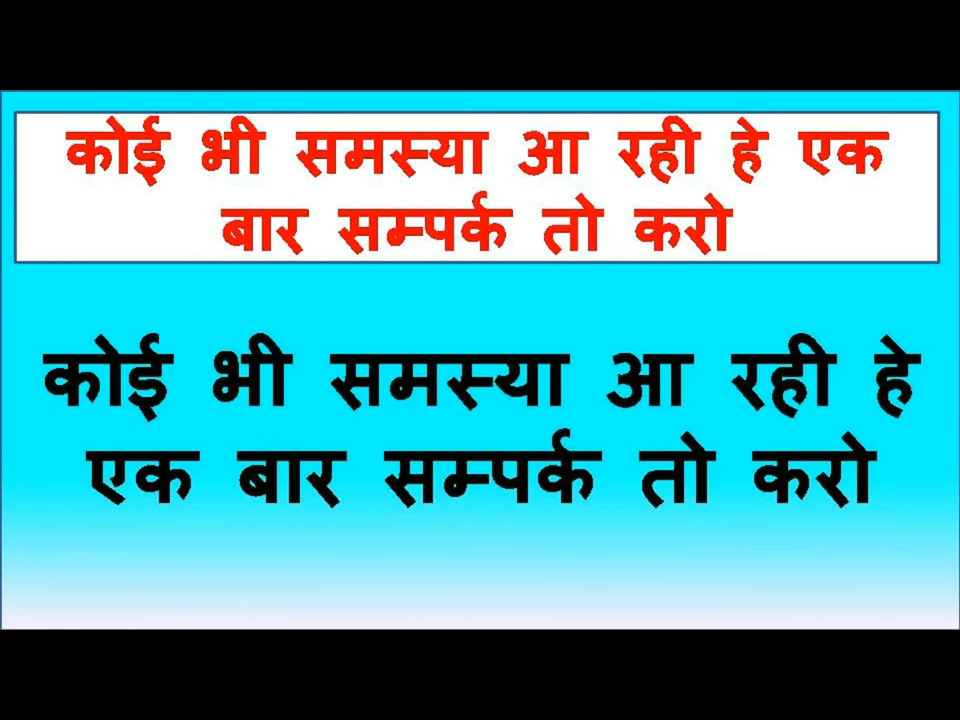 कोई भी समस्या आ रही हे एक
बार सम्पर्क तो करो
कोई भी समस्या आ रही हे
एक बार सम्पर्क तो करो